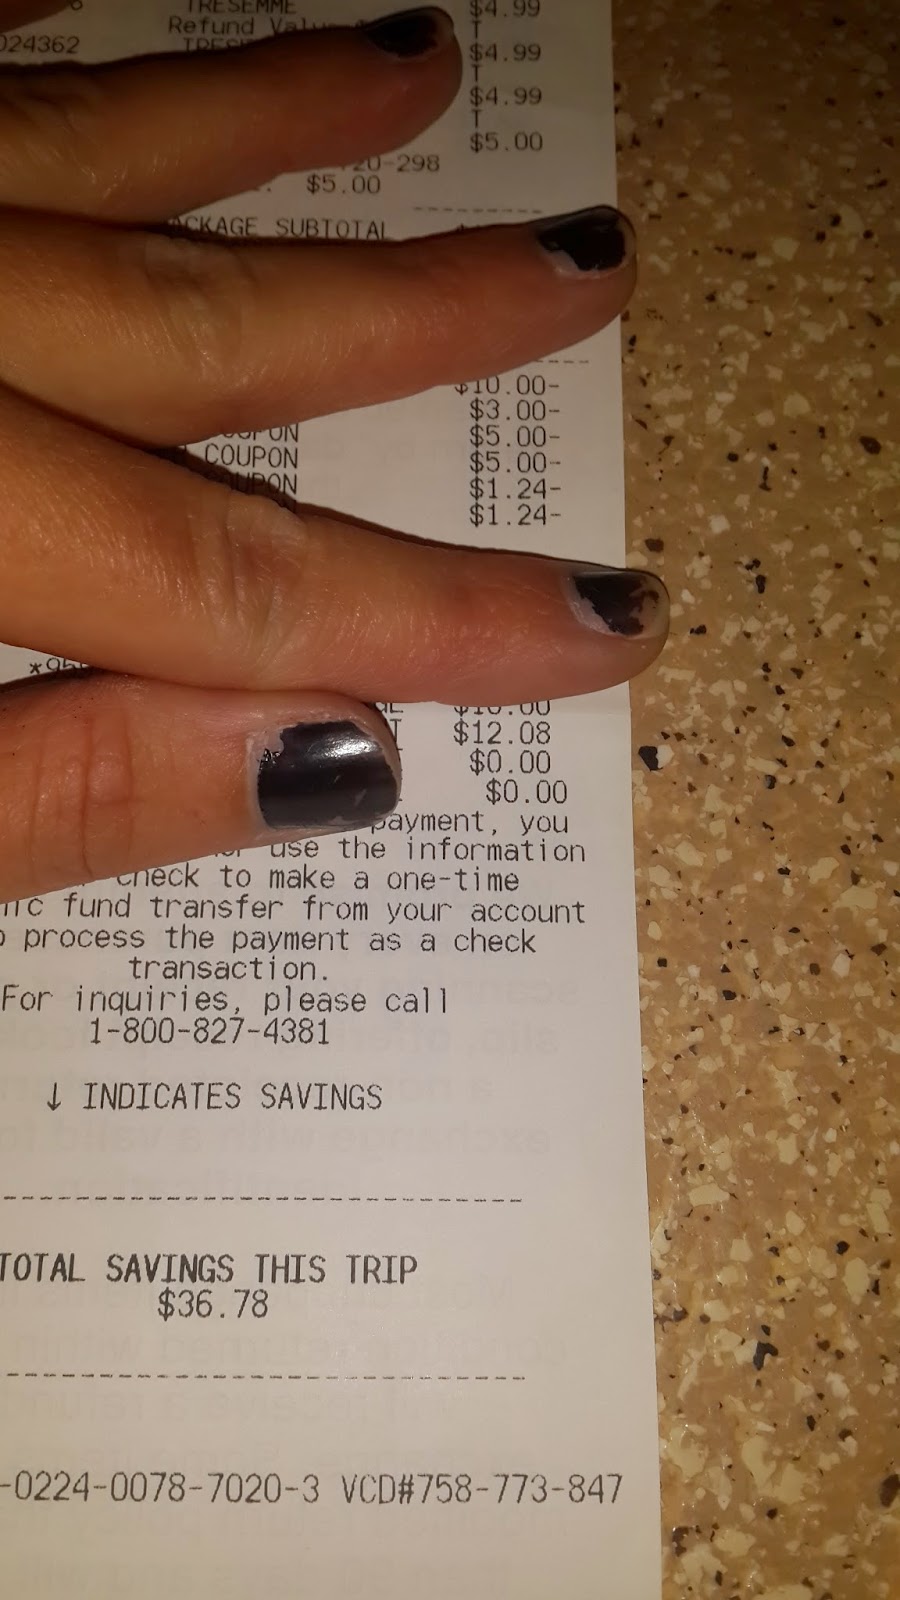 TRESEMME $4.99
Refund T
024362 $4.99
T
$4.99
T
$5.00
-298
$5.00
SUBTOTAL
$10.00-
$3.00-
COUPON $5.00-
COUPON $5.00-
COUPON $1.24-
$1.24-
$10.00
$12.08
$0.00
$0.00
payment, you
use the information
check to make a one-time
fund transfer from your account
process the payment as a check
transaction.
For inquiries, please call
1-800-827-4381
↓ INDICATES SAVINGS
TOTAL SAVINGS THIS TRIP
$36.78
-0224-0078-7020-3 VCD#758-773-847